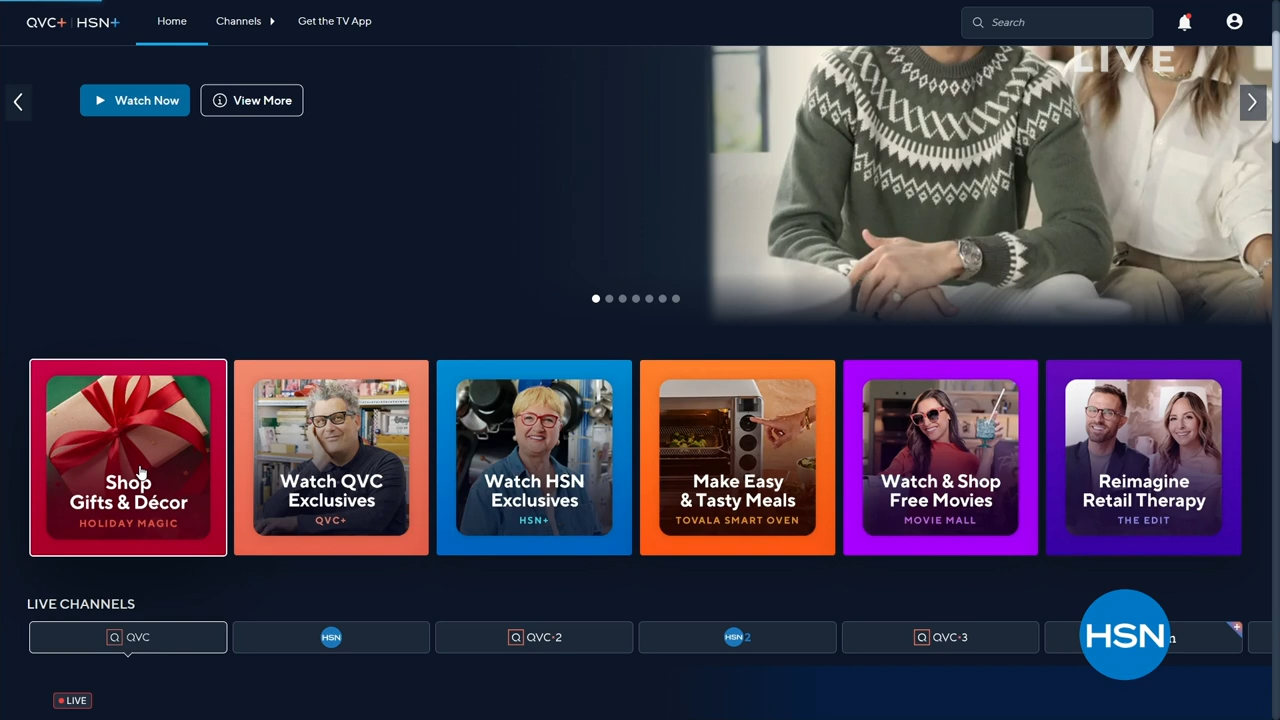 QVC+ | HSN+
Home
Channels
Get the TV App
Search
LIVE
Watch Now
View More
Shop
Gifts & Décor
HOLIDAY MAGIC
Watch QVC
Exclusives
QVC+
Watch HSN
Exclusives
HSN+
Make Easy
& Tasty Meals
TOVALA SMART OVEN
Watch & Shop
Free Movies
MOVIE MALL
Reimagine
Retail Therapy
THE EDIT
LIVE CHANNELS
Q QVC
HSN
Q QVC•2
HSN 2
Q QVC•3
HSN
LIVE